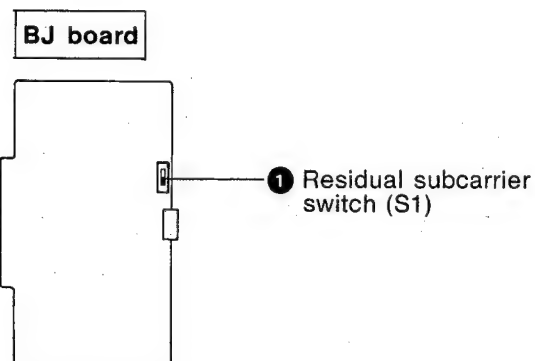 BJ board
❶ Residual subcarrier
switch (S1)